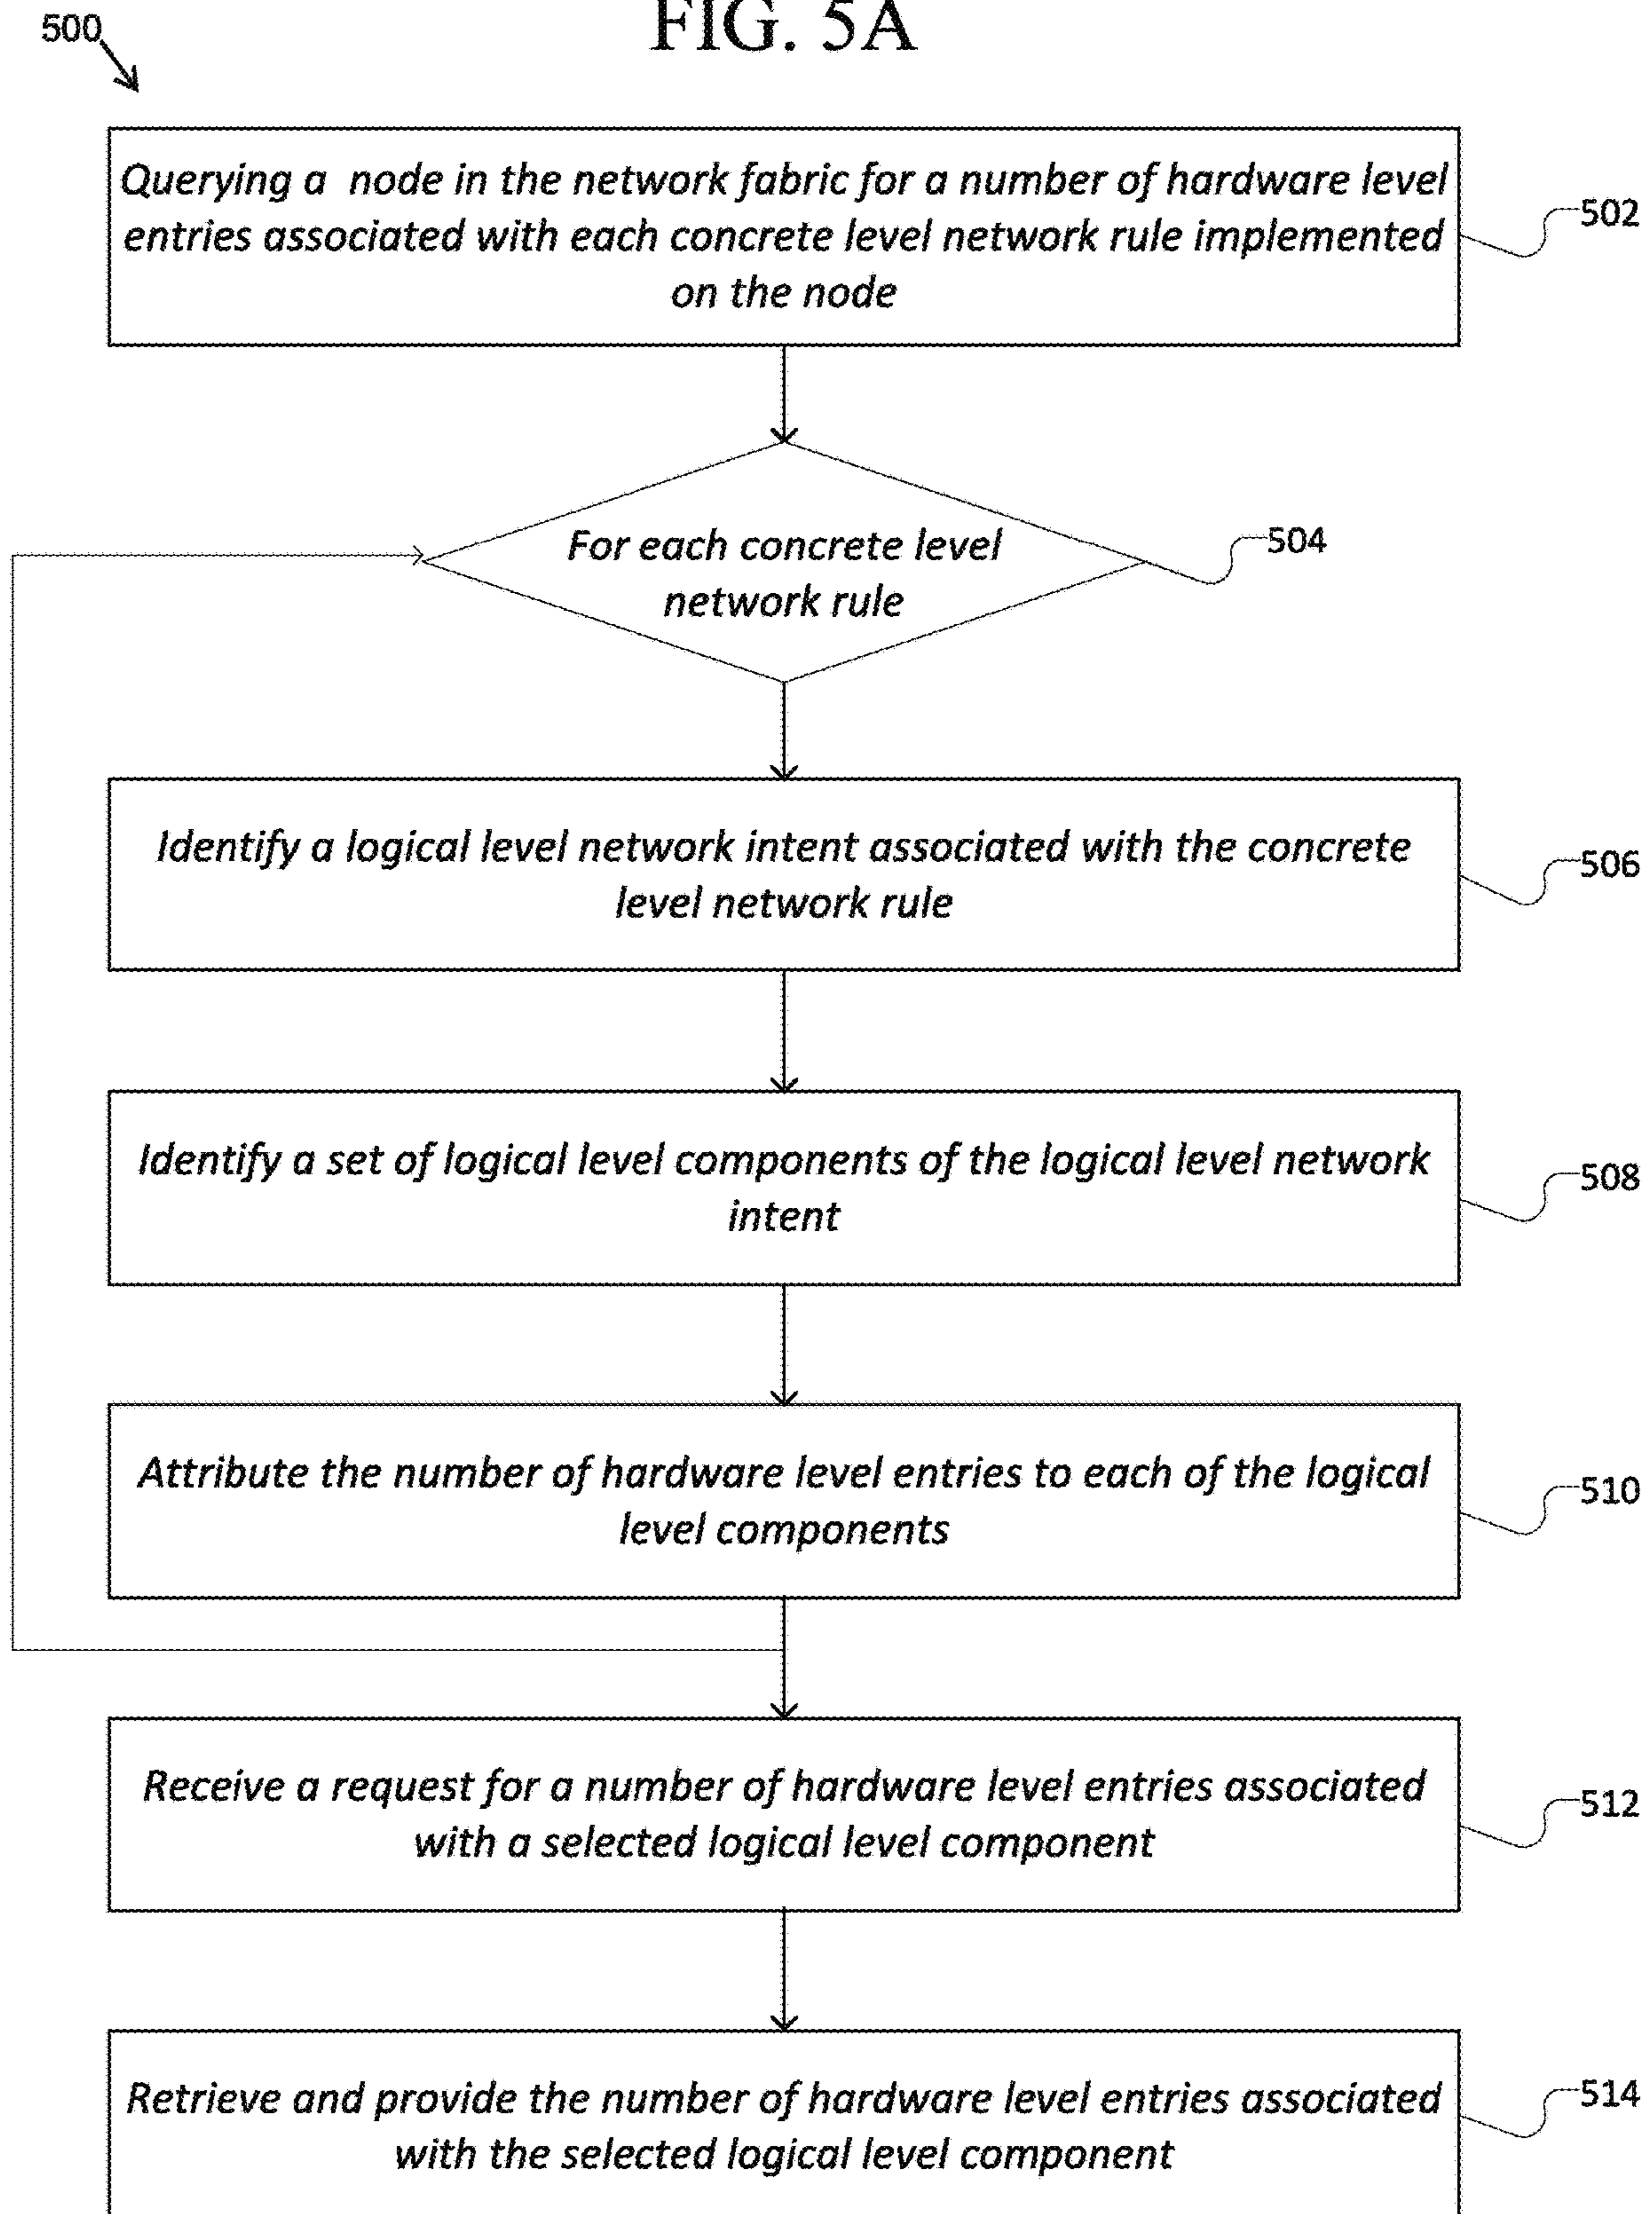 500
FIG. 5A
Querying a node in the network fabric for a number of hardware level
entries associated with each concrete level network rule implemented
on the node
502
For each concrete level
network rule
504
Identify a logical level network intent associated with the concrete
level network rule
506
Identify a set of logical level components of the logical level network
intent
508
Attribute the number of hardware level entries to each of the logical
level components
510
Receive a request for a number of hardware level entries associated
with a selected logical level component
512
Retrieve and provide the number of hardware level entries associated
with the selected logical level component
514